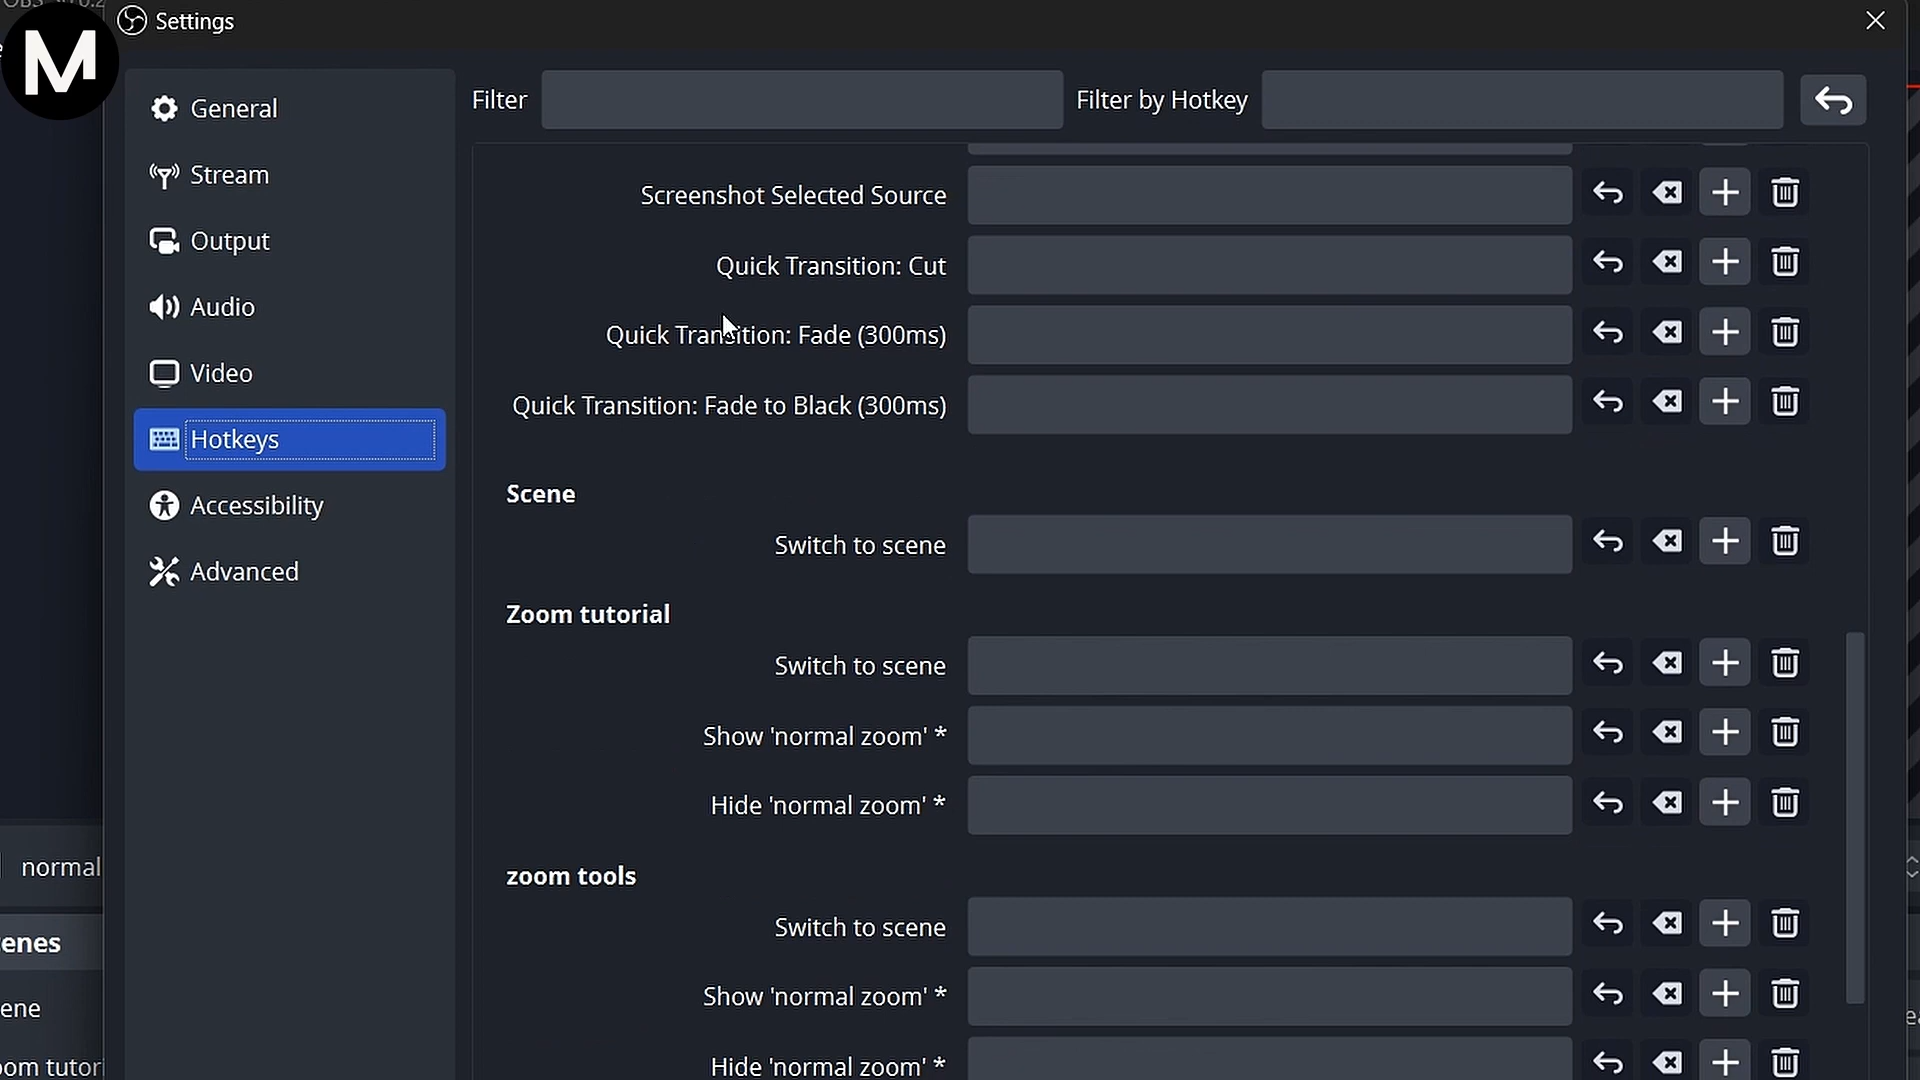 M
Settings
General
Stream
Output
Audio
Video
Hotkeys
Accessibility
Advanced
Filter
Filter by Hotkey
Screenshot Selected Source
Quick Transition: Cut
Quick Transition: Fade (300ms)
Quick Transition: Fade to Black (300ms)
Scene
Switch to scene
Zoom tutorial
Switch to scene
Show 'normal zoom' *
Hide 'normal zoom' *
zoom tools
Switch to scene
Show 'normal zoom' *
Hide 'normal zoom' *
normal
enes
ene
oom tutori